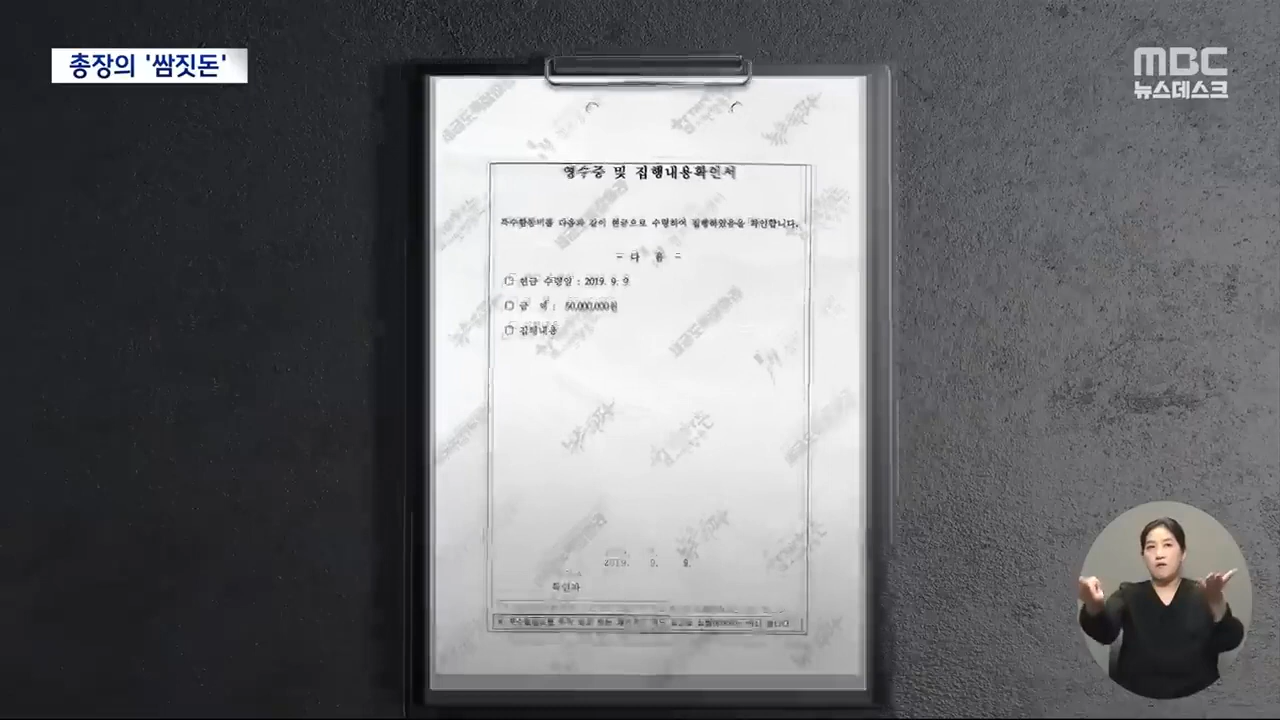 총장의 '쌈짓돈'
MBC
뉴스데스크
영수증 및 집행내용확인서
특수활동비를 다음과 같이 현금으로 수령하여 집행하였음을 확인합니다.
- 다 음 -
□ 현금 수령일 : 2019. 9. 9
□ 금 액 : 50,000,000원
□ 집행내용
2019. 9. 9.
확인자